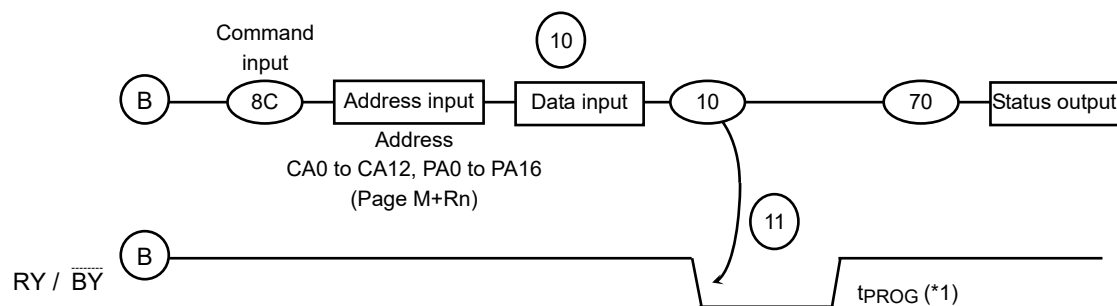 10
Command
input
B 8C Address input Data input 10 70 Status output
Address
CA0 to CA12, PA0 to PA16
(Page M+Rn)
11
B
RY / BY
tPROG (*1)